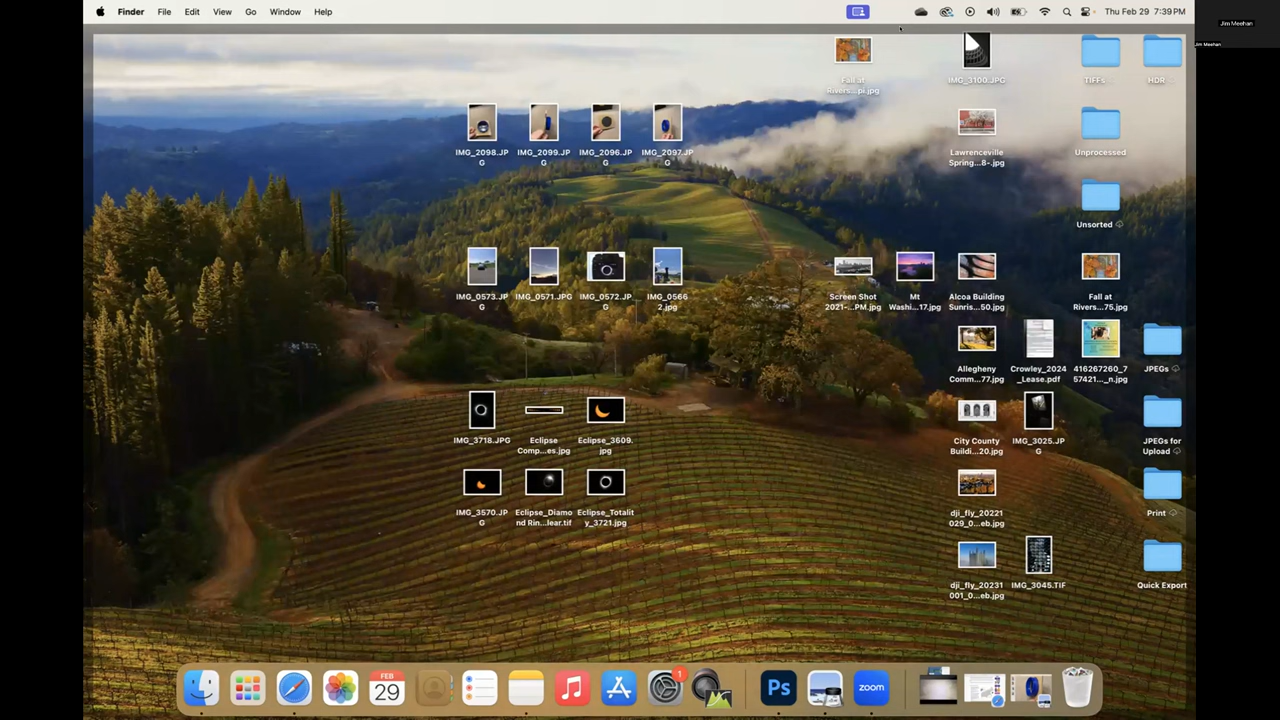 Finder File Edit View Go Window Help
Thu Feb 29 7:39 PM
Jim Meehan
Jim Meehan
Fall at
Rivers...pi.jpg
IMG_3100.JPG
TIFFs
HDR
IMG_2098.JP
G
IMG_2099.JP
G
IMG_2096.JP
G
IMG_2097.JP
G
Lawrenceville
Spring...8-.jpg
Unprocessed
Unsorted
IMG_0573.JP
G
IMG_0571.JPG
IMG_0572.JP
G
IMG_0566
2.jpg
Screen Shot
2021-...PM.jpg
Mt
Washi...17.jpg
Alcoa Building
Sunris...50.jpg
Fall at
Rivers...75.jpg
Allegheny
Comm...77.jpg
Crowley_2024
_Lease.pdf
416267260_7
57421..._n.jpg
JPEGs
IMG_3718.JPG
Eclipse
Comp...es.jpg
Eclipse_3609.
jpg
City County
Buildi...20.jpg
IMG_3025.JP
G
JPEGs for
Upload
IMG_3570.JP
G
Eclipse_Diamo
nd Rin...lear.tif
Eclipse_Totalit
y_3721.jpg
dji_fly_20221
029_0...eb.jpg
Print
dji_fly_20231
001_0...eb.jpg
IMG_3045.TIF
Quick Export
FEB
29
1
Ps
zoom